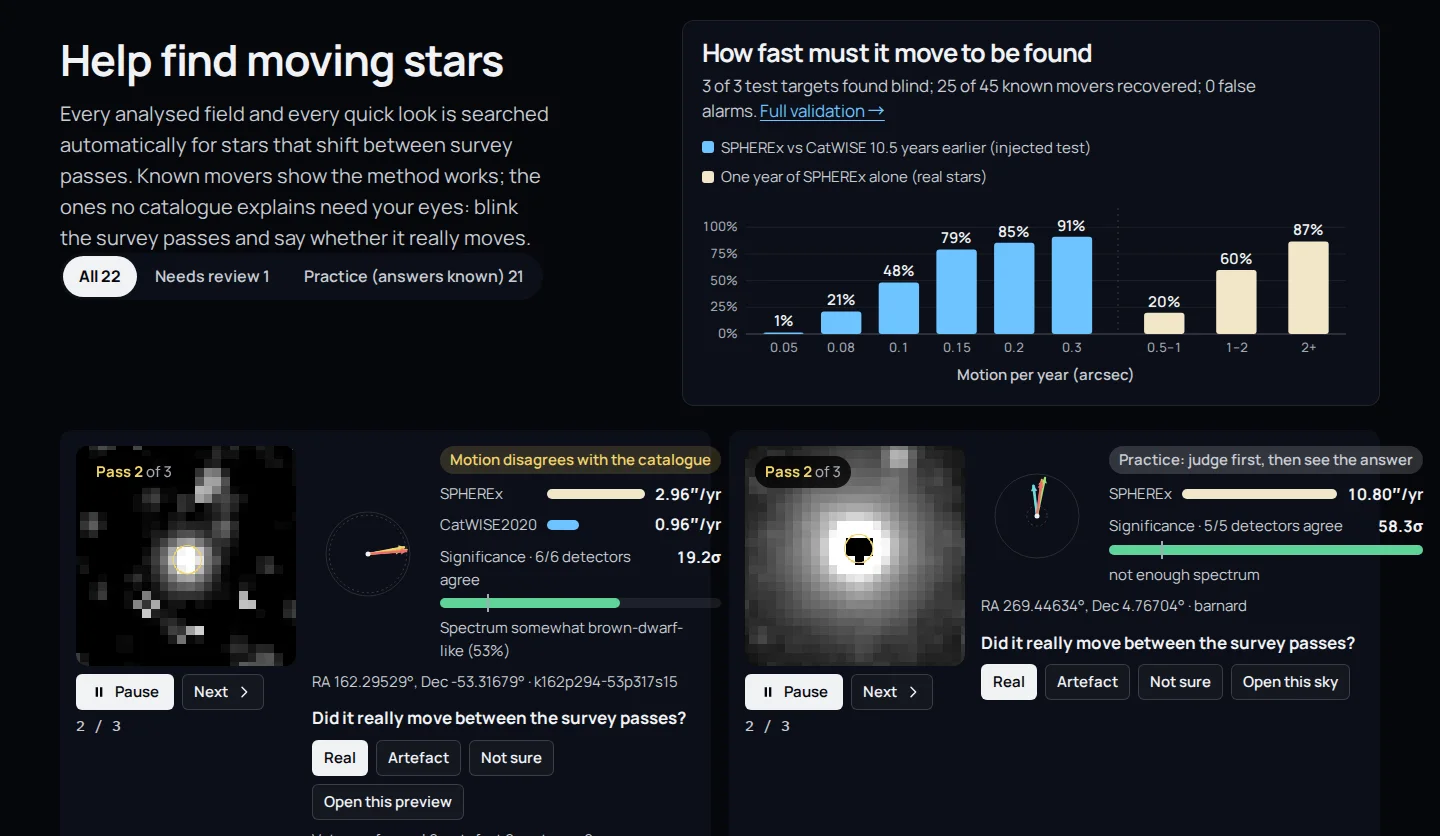 Help find moving stars
Every analysed field and every quick look is searched
automatically for stars that shift between survey
passes. Known movers show the method works; the
ones no catalogue explains need your eyes: blink
the survey passes and say whether it really moves.
All 22
Needs review 1
Practice (answers known) 21
How fast must it move to be found
3 of 3 test targets found blind; 25 of 45 known movers recovered; 0 false
alarms. Full validation →
SPHEREx vs CatWISE 10.5 years earlier (injected test)
One year of SPHEREx alone (real stars)
100%
75%
50%
25%
0%
1%
21%
48%
79%
85%
91%
20%
60%
87%
0.05
0.08
0.1
0.15
0.2
0.3
0.5–1
1–2
2+
Motion per year (arcsec)
Pass 2 of 3
Pause
Next
2 / 3
Motion disagrees with the catalogue
SPHEREx 2.96″/yr
CatWISE2020 0.96″/yr
Significance · 6/6 detectors 19.2σ
agree
Spectrum somewhat brown-dwarf-
like (53%)
RA 162.29529°, Dec -53.31679° · k162p294-53p317s15
Did it really move between the survey passes?
Real
Artefact
Not sure
Open this preview
Pass 2 of 3
Pause
Next
2 / 3
Practice: judge first, then see the answer
SPHEREx 10.80″/yr
Significance · 5/5 detectors agree 58.3σ
not enough spectrum
RA 269.44634°, Dec 4.76704° · barnard
Did it really move between the survey passes?
Real
Artefact
Not sure
Open this sky